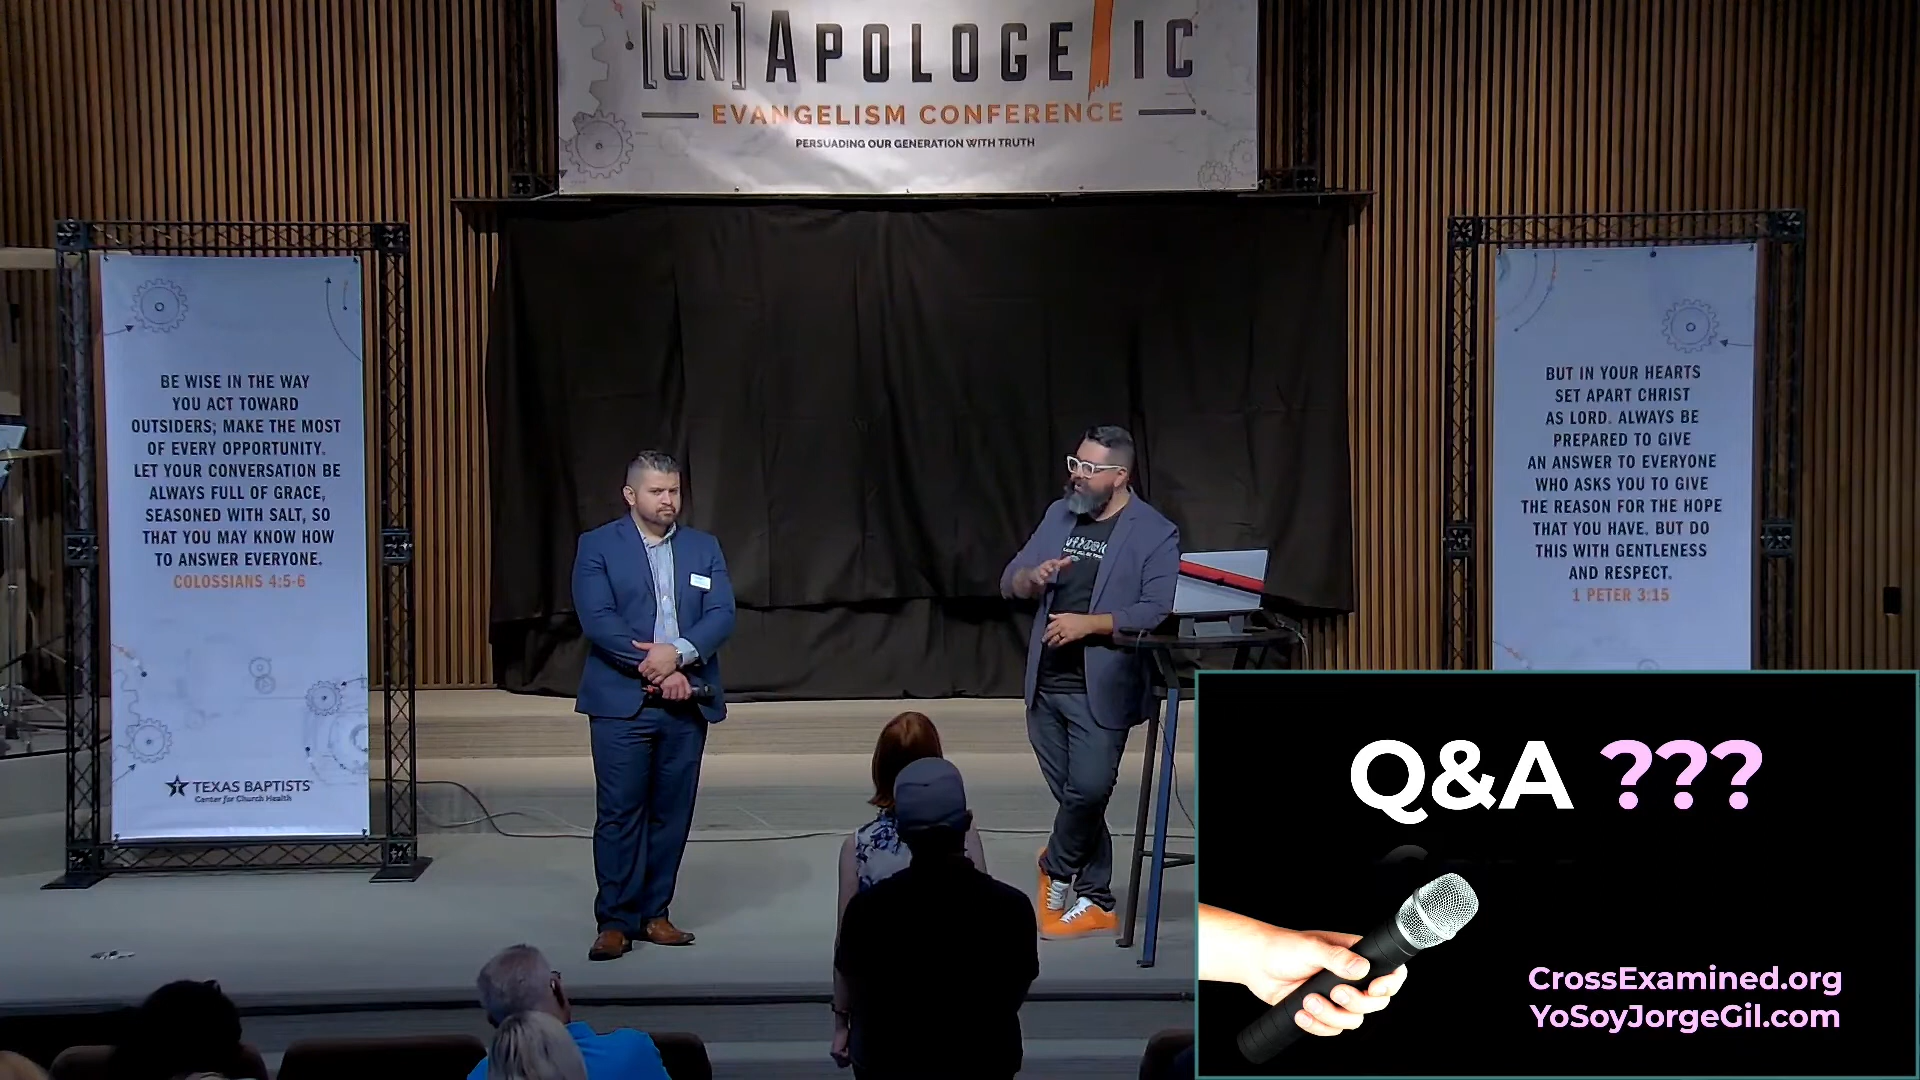 [UN]APOLOGETIC
EVANGELISM CONFERENCE
PERSUADING OUR GENERATION WITH TRUTH
BE WISE IN THE WAY
YOU ACT TOWARD
OUTSIDERS; MAKE THE MOST
OF EVERY OPPORTUNITY.
LET YOUR CONVERSATION BE
ALWAYS FULL OF GRACE,
SEASONED WITH SALT, SO
THAT YOU MAY KNOW HOW
TO ANSWER EVERYONE.
COLOSSIANS 4:5-6
TEXAS BAPTISTS
Center for Church Health
BUT IN YOUR HEARTS
SET APART CHRIST
AS LORD. ALWAYS BE
PREPARED TO GIVE
AN ANSWER TO EVERYONE
WHO ASKS YOU TO GIVE
THE REASON FOR THE HOPE
THAT YOU HAVE. BUT DO
THIS WITH GENTLENESS
AND RESPECT.
1 PETER 3:15
Q&A ???
CrossExamined.org
YoSoyJorgeGil.com